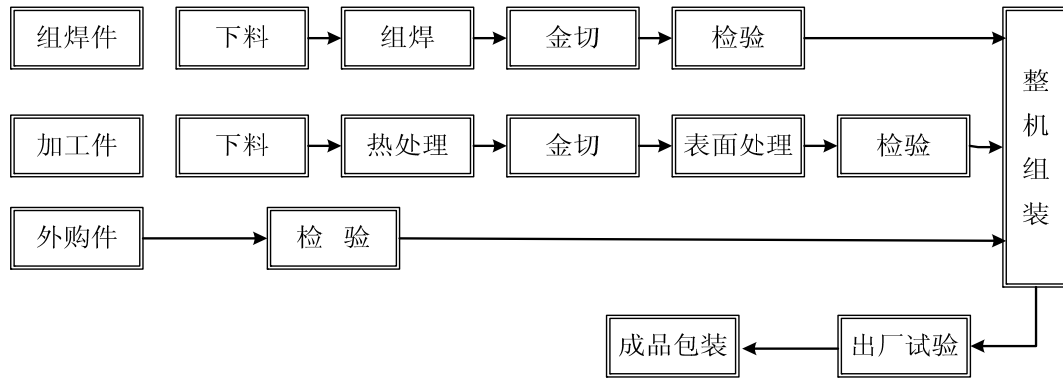 组焊件 下料 组焊 金切 检验
加工件 下料 热处理 金切 表面处理 检验
外购件 检 验
整
机
组
装
成品包装 出厂试验